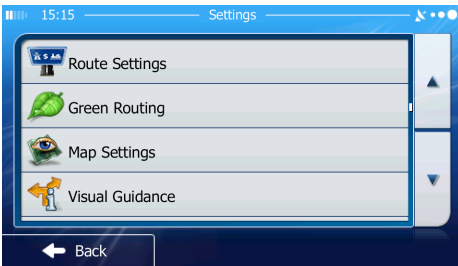 15:15 Settings
Route Settings
Green Routing
Map Settings
Visual Guidance
Back